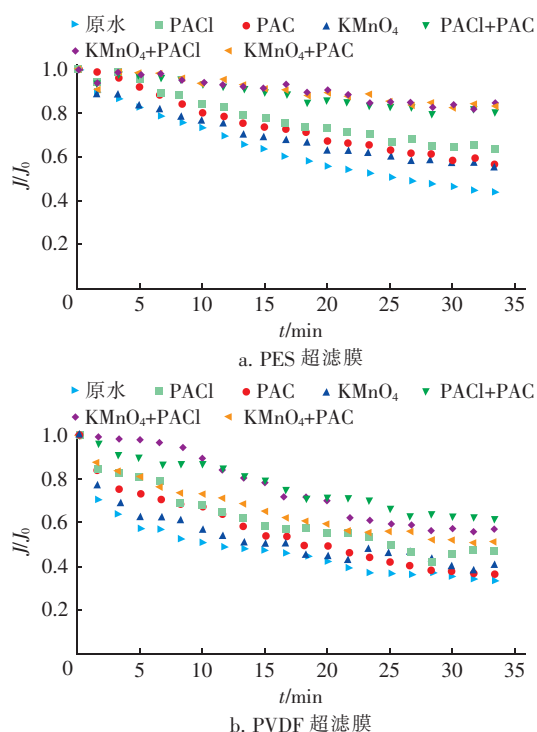 原水 PACl PAC KMnO₄ PACl+PAC
KMnO₄+PACl KMnO₄+PAC
1.0
0.8
0.6
0.4
0.2
J/J₀
0 5 10 15 20 25 30 35
t/min
a. PES 超滤膜
原水 PACl PAC KMnO₄ PACl+PAC
KMnO₄+PACl KMnO₄+PAC
1.0
0.8
0.6
0.4
0.2
J/J₀
0 5 10 15 20 25 30 35
t/min
b. PVDF 超滤膜